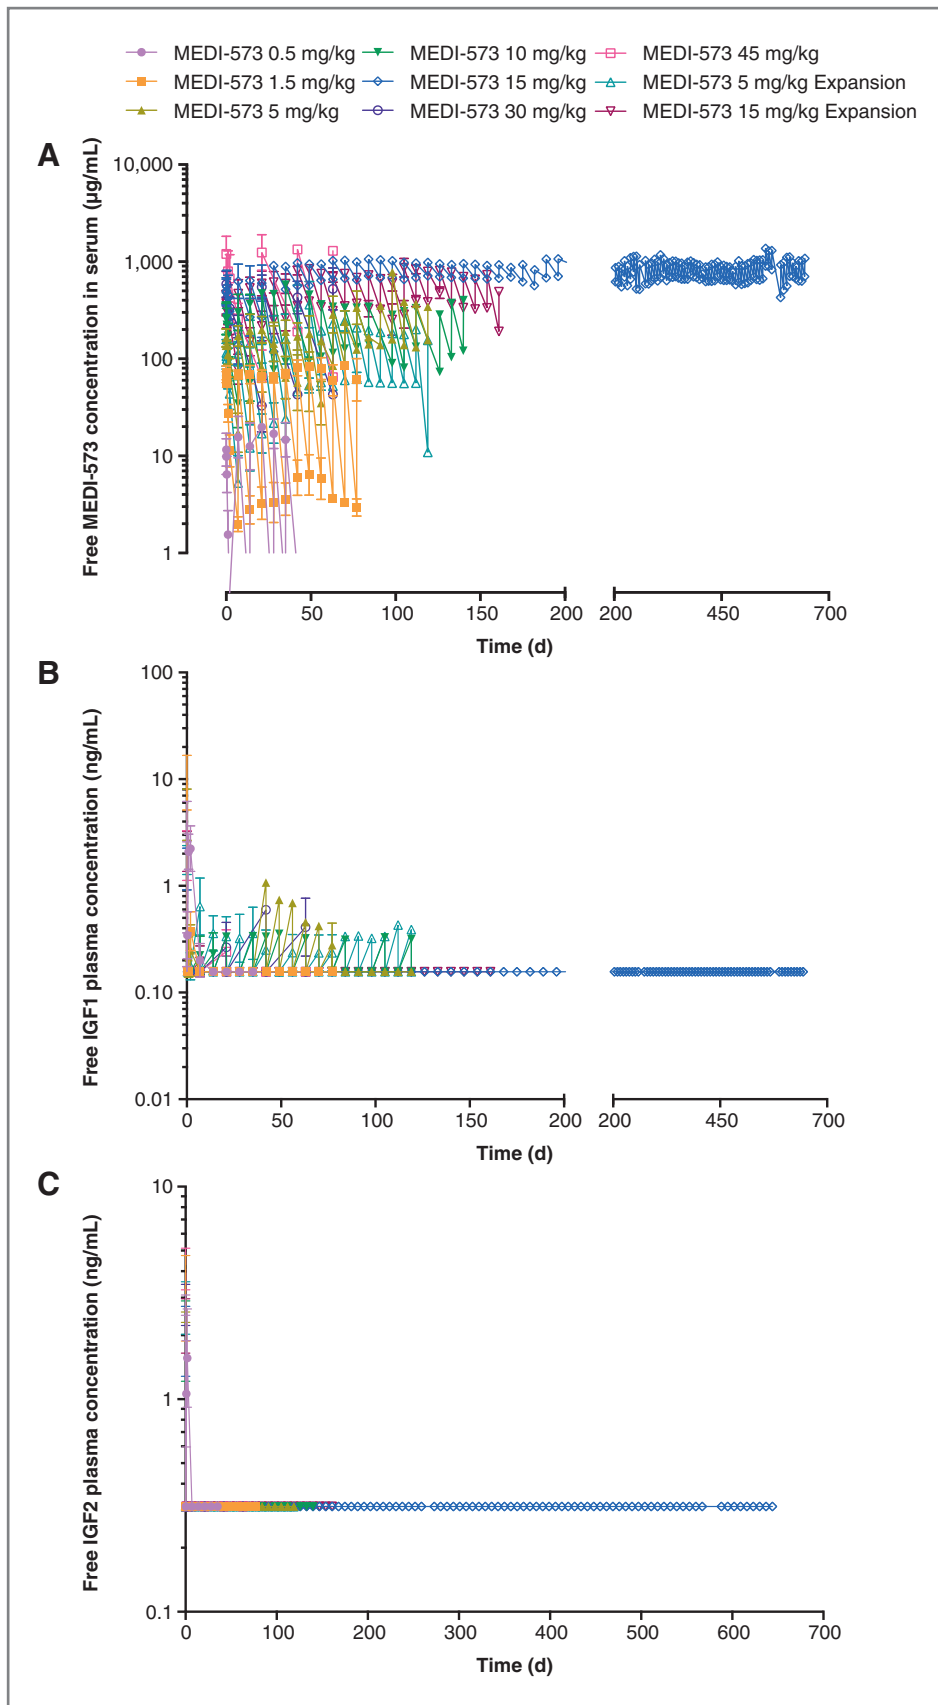 MEDI-573 0.5 mg/kg MEDI-573 10 mg/kg MEDI-573 45 mg/kg
MEDI-573 1.5 mg/kg MEDI-573 15 mg/kg MEDI-573 5 mg/kg Expansion
MEDI-573 5 mg/kg MEDI-573 30 mg/kg MEDI-573 15 mg/kg Expansion
A
Free MEDI-573 concentration in serum (µg/mL)
10,000
1,000
100
10
1
0 50 100 150 200 200 450 700
Time (d)
B
Free IGF1 plasma concentration (ng/mL)
100
10
1
0.10
0.01
0 50 100 150 200 200 450 700
Time (d)
C
Free IGF2 plasma concentration (ng/mL)
10
1
0.1
0 100 200 300 400 500 600 700
Time (d)